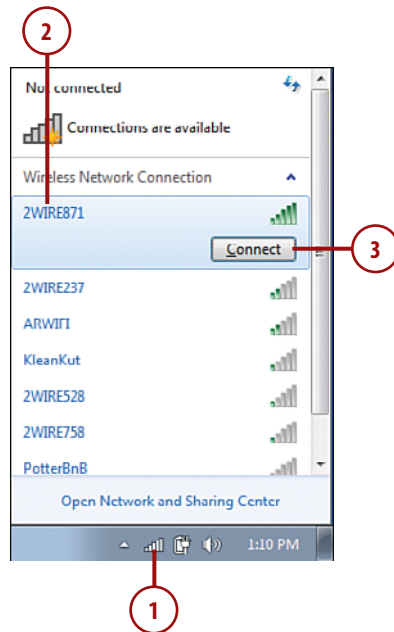 2
Not connected
Connections are available
Wireless Network Connection
2WIRE871
Connect
3
2WIRE237
ARWIFI
KleanKut
2WIRE528
2WIRE758
PotterBnB
Open Network and Sharing Center
1:10 PM
1